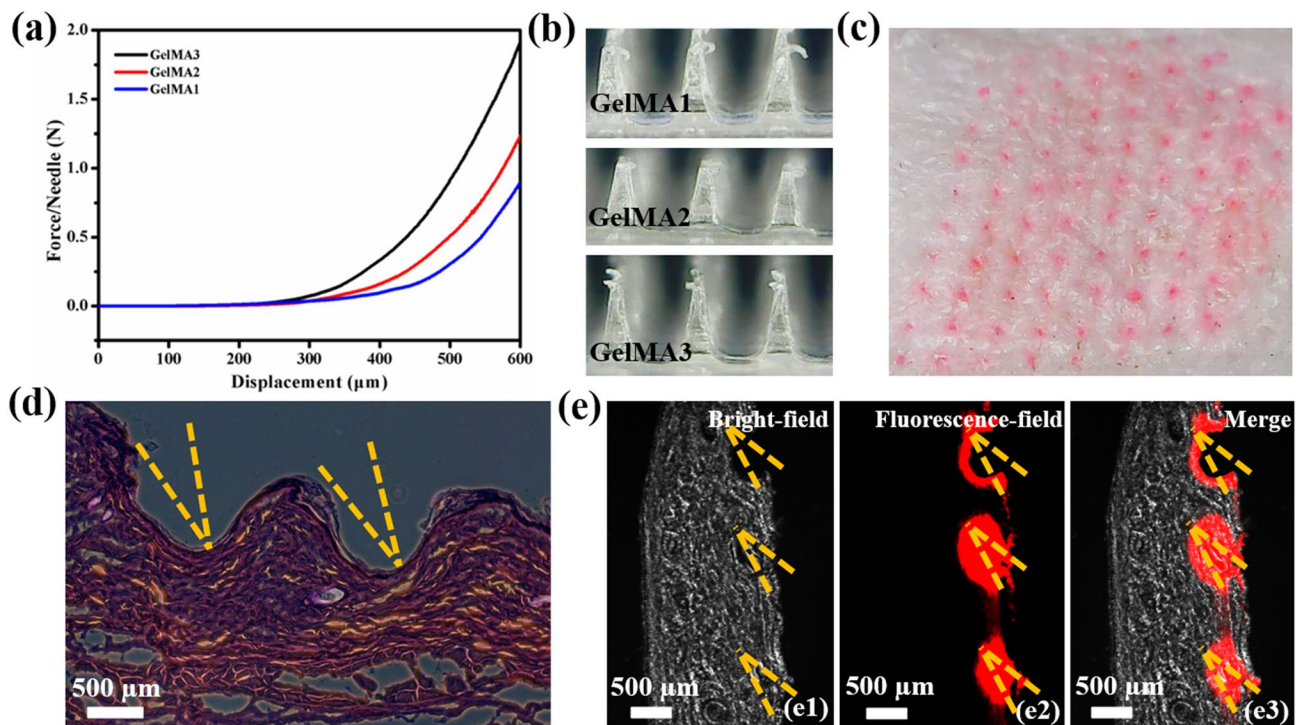 (a)
2.0
1.5
1.0
0.5
0.0
Force/Needle (N)
GelMA3
GelMA2
GelMA1
0 100 200 300 400 500 600
Displacement (μm)
(b)
GelMA1
GelMA2
GelMA3
(c)
(d)
500 μm
(e)
Bright-field
500 μm
(e1)
Fluorescence-field
500 μm
(e2)
Merge
500 μm
(e3)